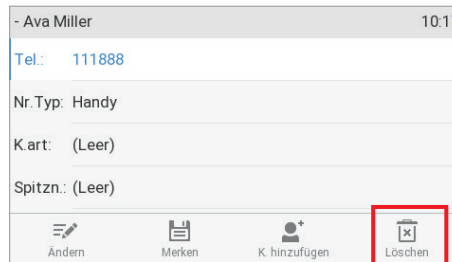 - Ava Miller 10:1
Tel.: 111888
Nr.Typ: Handy
K.art: (Leer)
Spitzn.: (Leer)
Ändern Merken K. hinzufügen Löschen